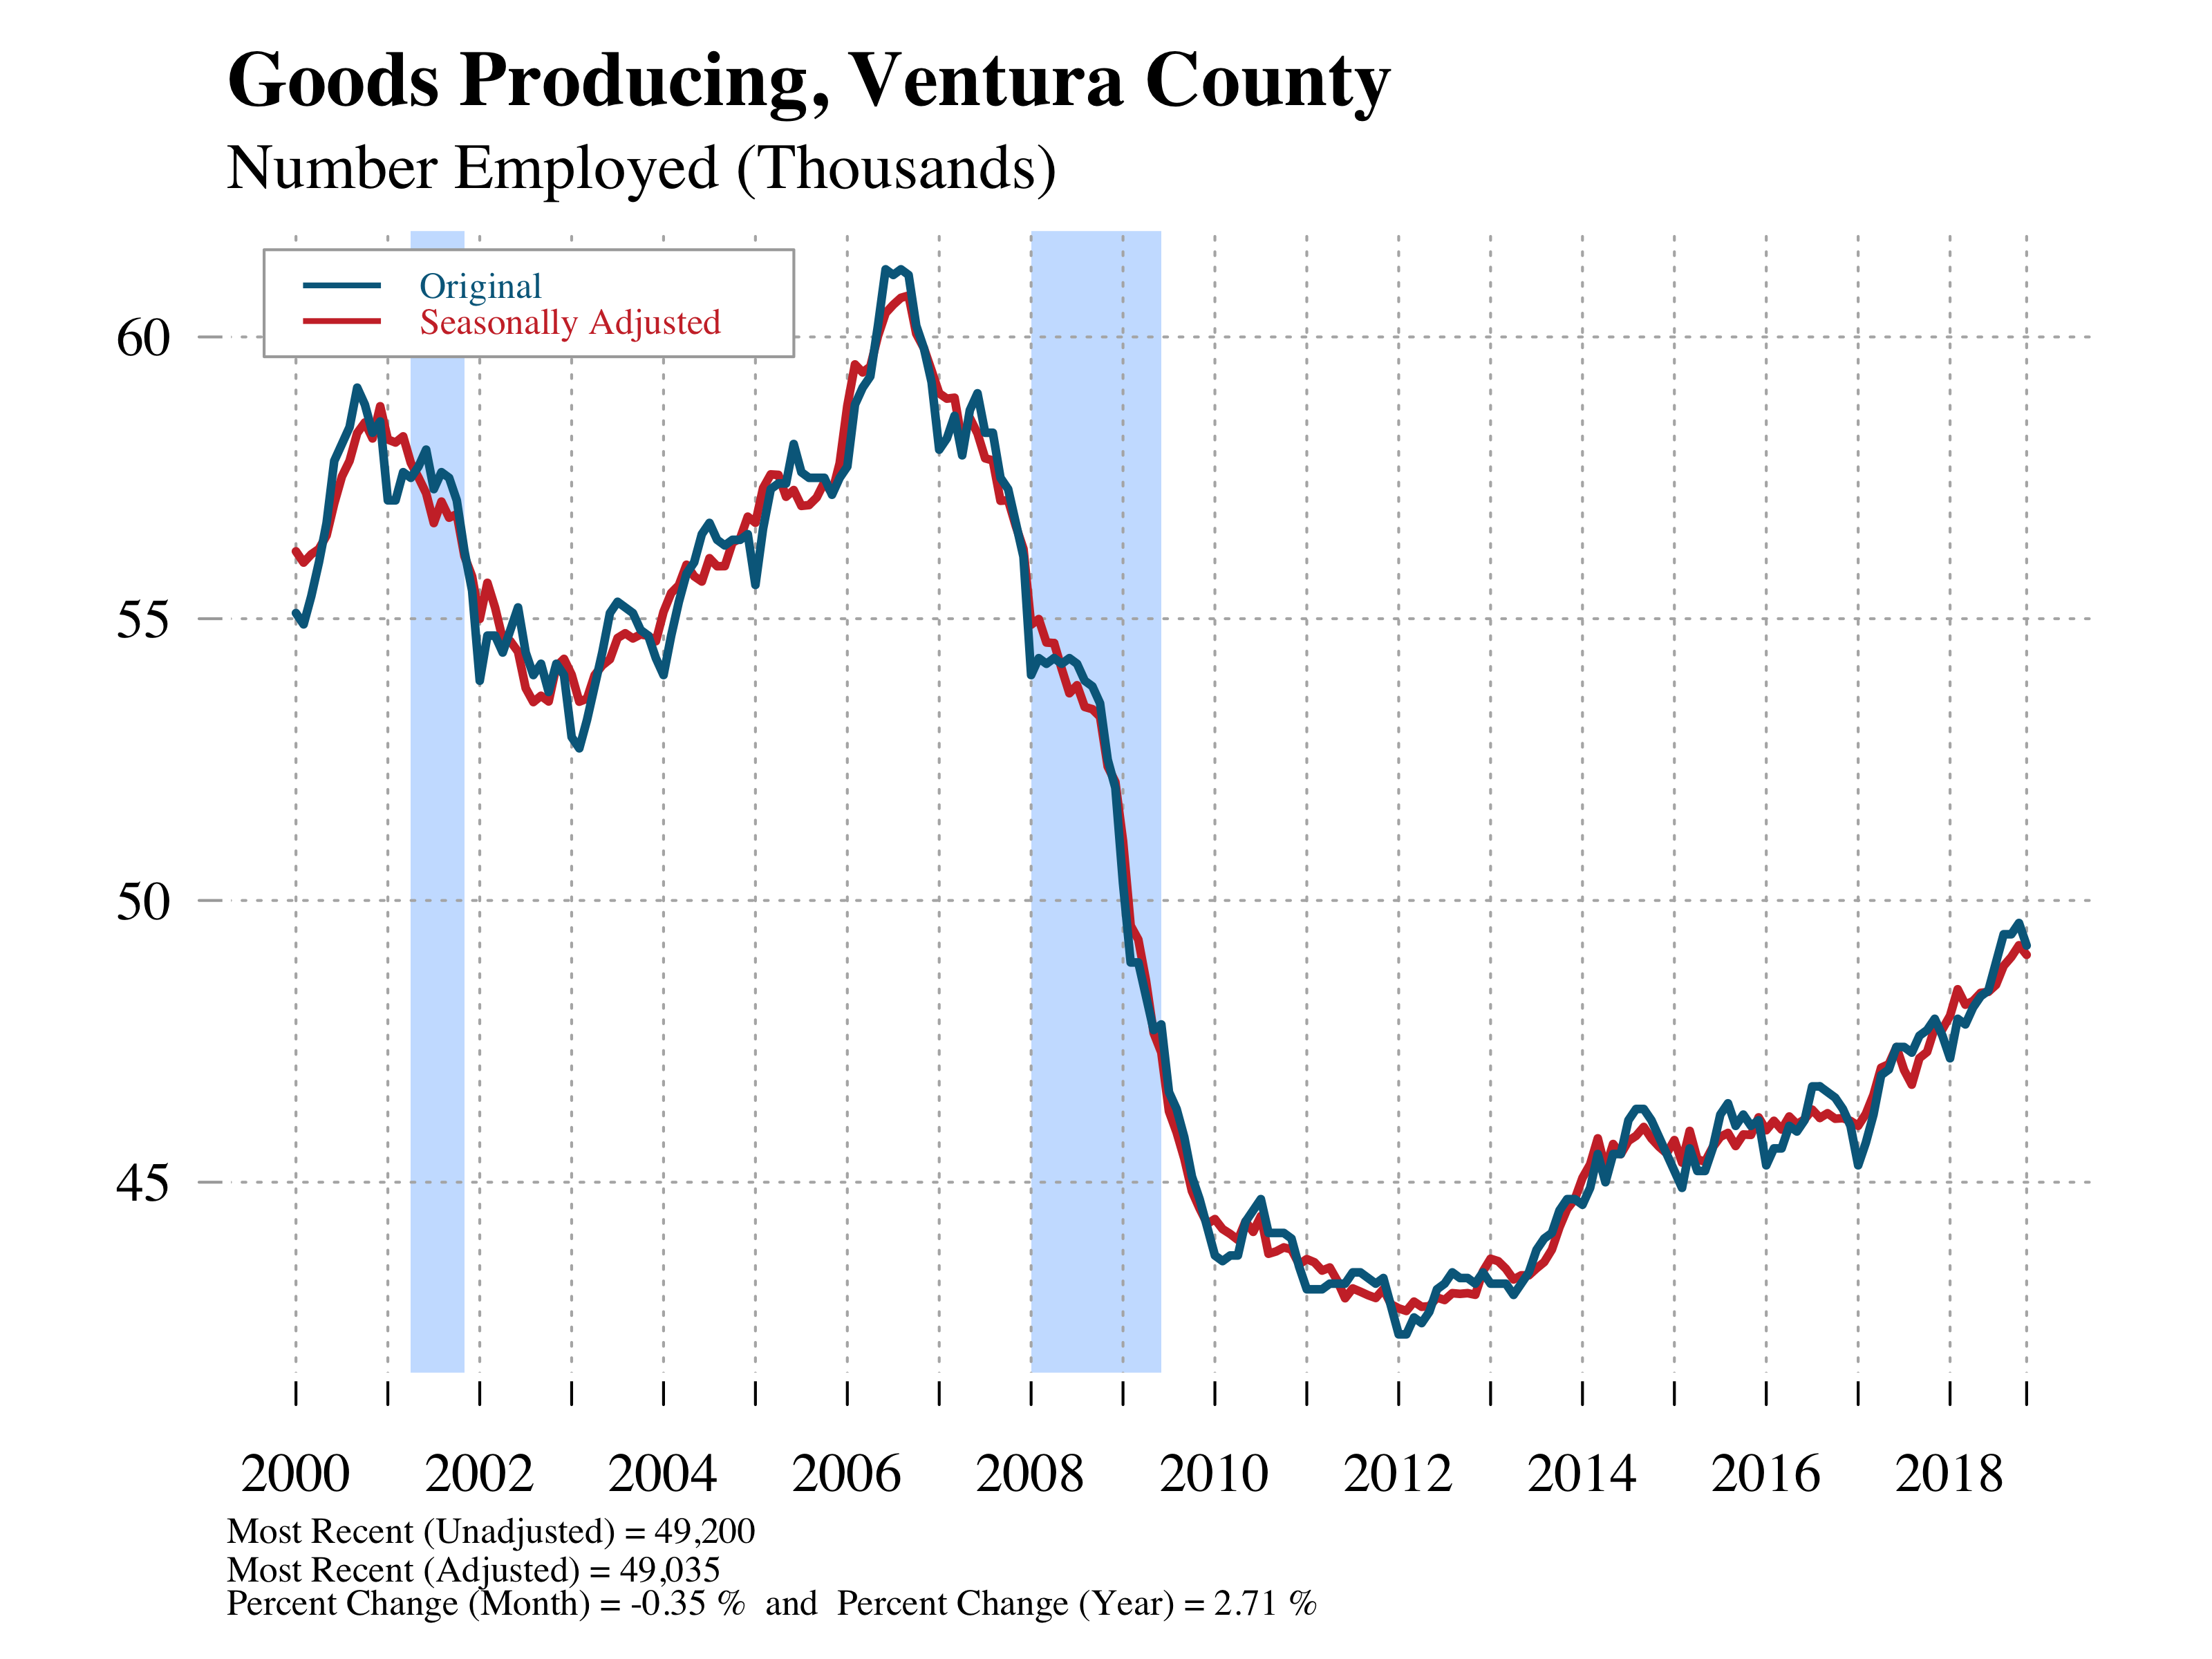 Goods Producing, Ventura County
Number Employed (Thousands)
Original
Seasonally Adjusted
60
55
50
45
2000 2002 2004 2006 2008 2010 2012 2014 2016 2018
Most Recent (Unadjusted) = 49,200
Most Recent (Adjusted) = 49,035
Percent Change (Month) = -0.35 % and Percent Change (Year) = 2.71 %